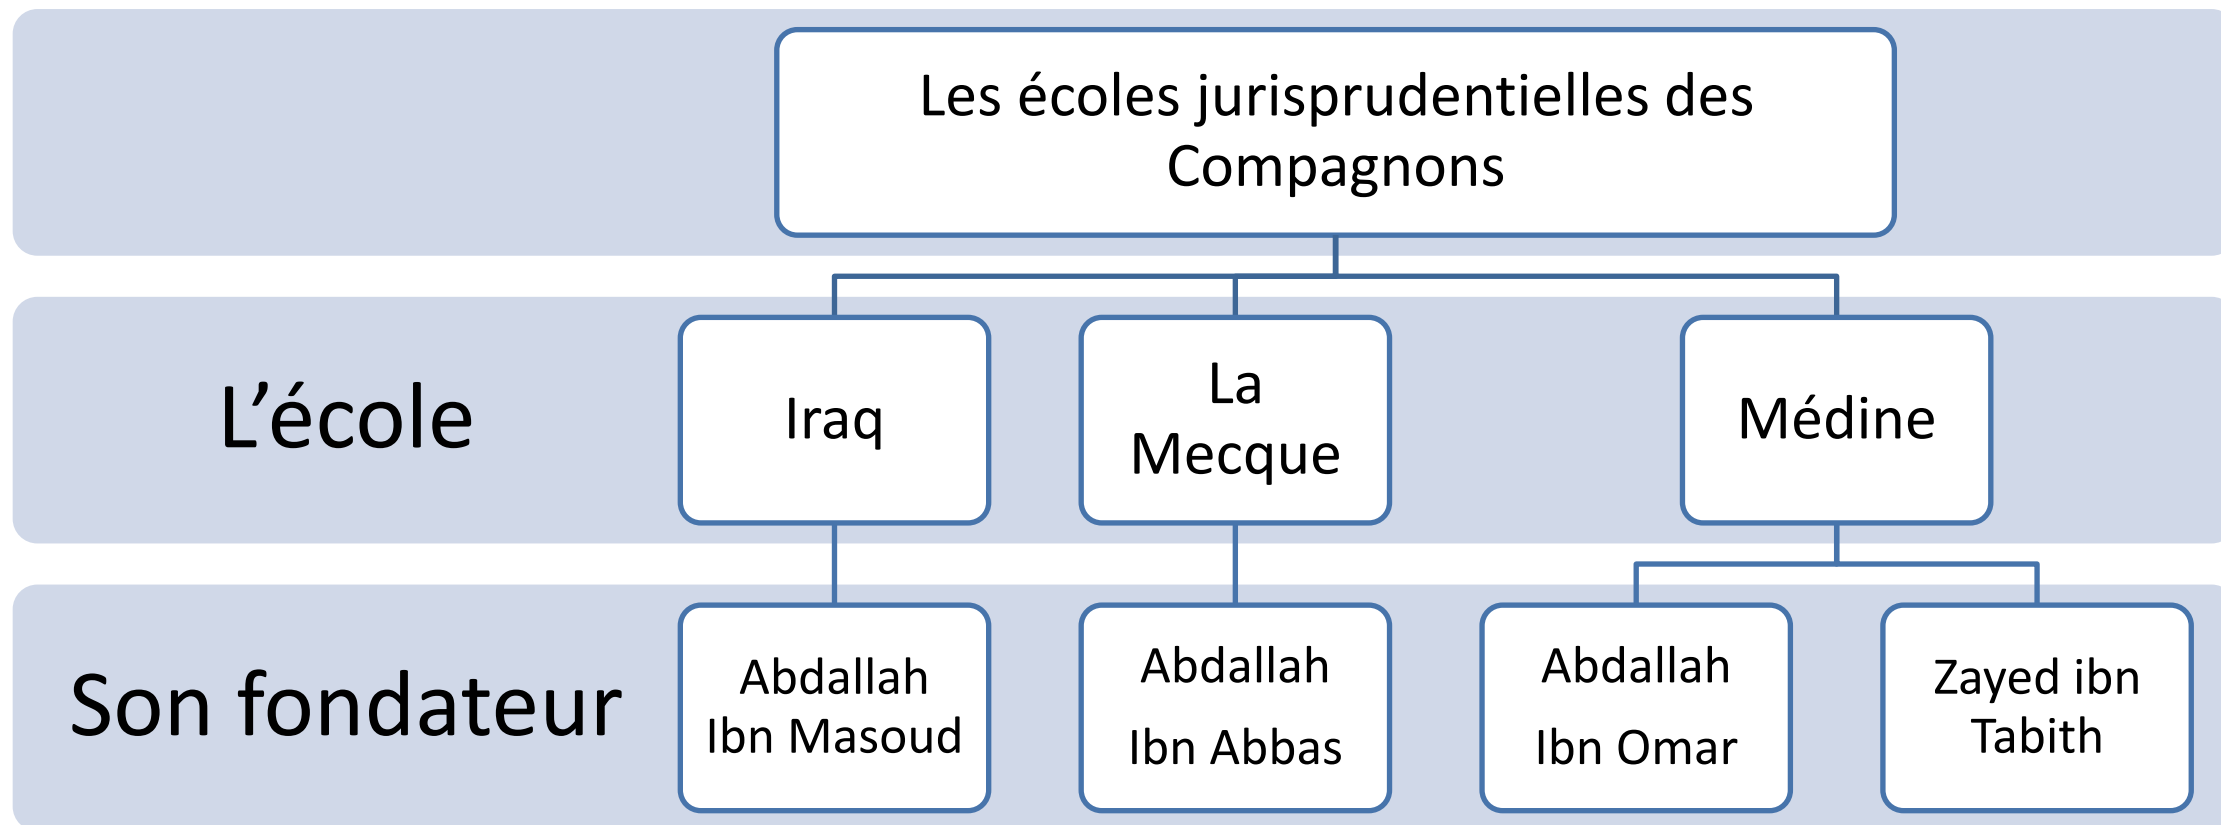 Les écoles jurisprudentielles des
Compagnons
L’école
Iraq
La
Mecque
Médine
Son fondateur
Abdallah
Ibn Masoud
Abdallah
Ibn Abbas
Abdallah
Ibn Omar
Zayed ibn
Tabith